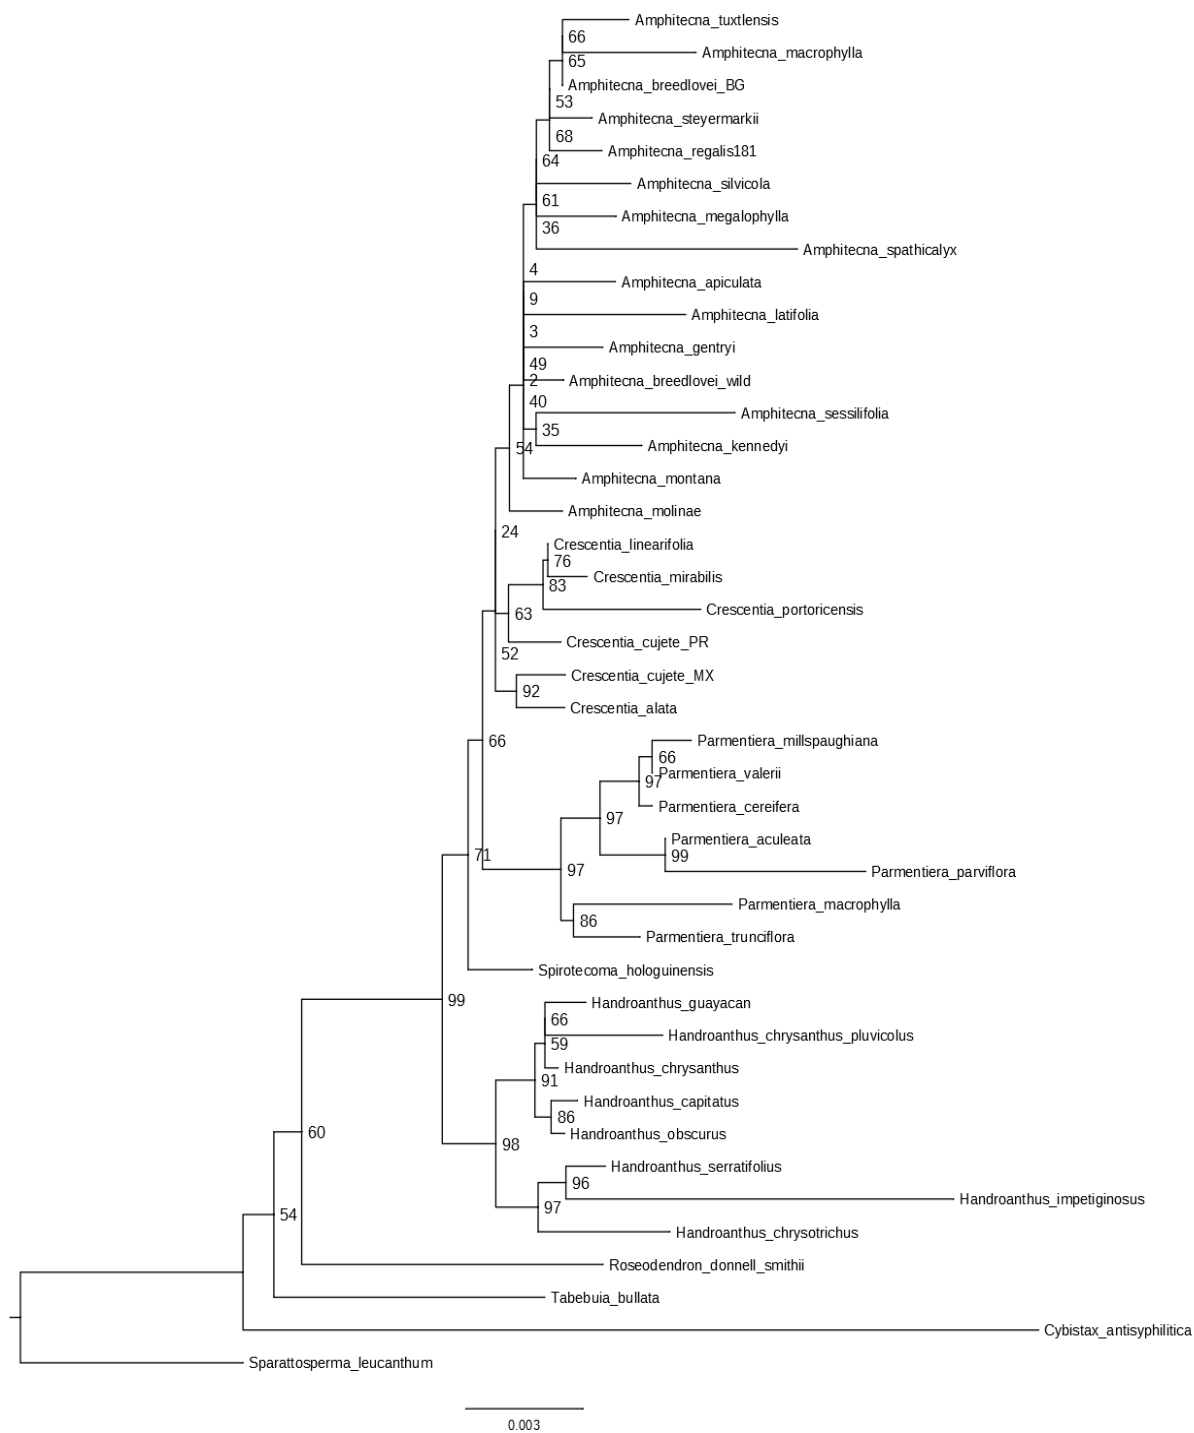 Amphitecna_tuxtlensis
66
Amphitecna_macrophylla
65
Amphitecna_breedlovei_BG
53
Amphitecna_steyermarkii
68
Amphitecna_regalis181
64
Amphitecna_silvicola
61
Amphitecna_megalophylla
36
Amphitecna_spathicalyx
4
Amphitecna_apiculata
9
Amphitecna_latifolia
3
Amphitecna_gentryi
49
2
Amphitecna_breedlovei_wild
40
Amphitecna_sessilifolia
35
Amphitecna_kennedyi
54
Amphitecna_montana
Amphitecna_molinae
24
Crescentia_linearifolia
76
Crescentia_mirabilis
83
Crescentia_portoricensis
63
Crescentia_cujete_PR
52
Crescentia_cujete_MX
92
Crescentia_alata
66
Parmentiera_millspaughiana
66
Parmentiera_valerii
97
Parmentiera_cereifera
97
Parmentiera_aculeata
71
99
97
Parmentiera_parviflora
Parmentiera_macrophylla
86
Parmentiera_trunciflora
Spirotecoma_hologuinensis
99
Handroanthus_guayacan
66
Handroanthus_chrysanthus_pluvicolus
59
Handroanthus_chrysanthus
91
Handroanthus_capitatus
86
Handroanthus_obscurus
60
98
Handroanthus_serratifolius
96
Handroanthus_impetiginosus
97
54
Handroanthus_chrysotrichus
Roseodendron_donnell_smithii
Tabebuia_bullata
Cybistax_antisyphilitica
Sparattosperma_leucanthum
0.003